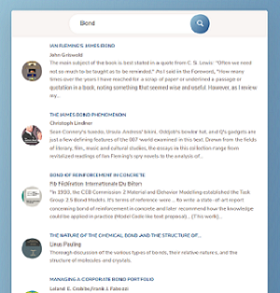 Bond
IAN FLEMING'S JAMES BOND
John Griswold
The main subject of the book is best stated in a quote from C. S. Lewis: "Often we need
not so much to be taught as to be reminded." As I said in the foreword, "How many
times over the years I have reached for a scrap of paper or underlined a passage or
quotation in a book, noting something that seemed wise and useful. However, as I review
my...
THE JAMES BOND PHENOMENON
Christoph Lindner
Sean Connery's tuxedo, Ursula Andress' bikini, Oddjob's bowler hat, and Q's gadgets are
just a few defining features of the 007 world examined in this book. Drawn from the fields
of literary, film, music and cultural studies, the essays in this collection range from
revisited readings of Ian Fleming's spy novels to the analysis of...
BOND OF REINFORCEMENT IN CONCRETE
fib Fédération internationale du béton
"In 1993, the CEB Commission 2 Material and Behavior Modelling established the Task
Group 2.5 Bond Models. It's terms of reference were ... to write a state-of-art report
concerning bond of reinforcement in concrete and later recommend how the knowledge
could be applied in practice (Model Code like text proposal)... {This work}...
THE NATURE OF THE CHEMICAL BOND AND THE STRUCTURE OF...
Linus Pauling
Thorough discussion of the various types of bonds, their relative natures, and the
structure of molecules and crystals.
MANAGING A CORPORATE BOND PORTFOLIO
Leland E. Crabbe,Frank J. Fabozzi